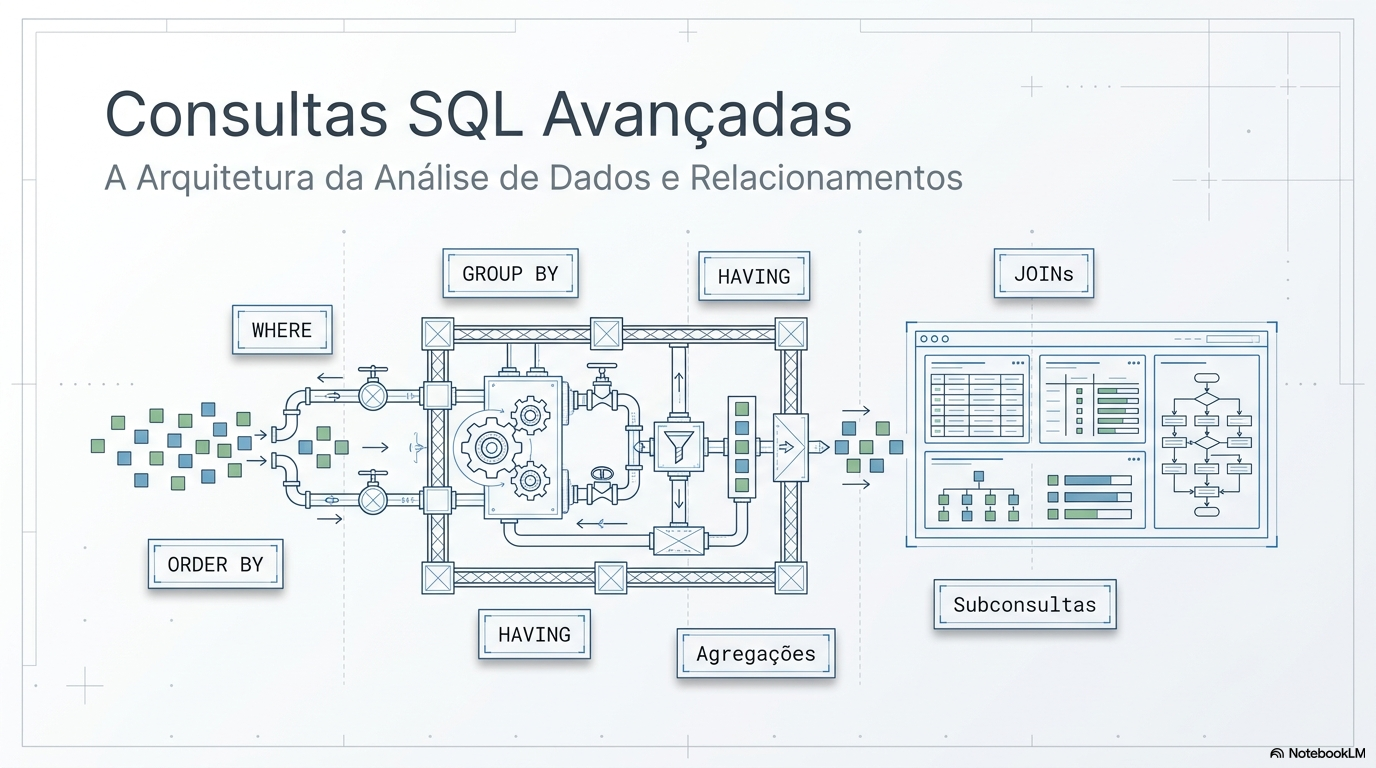 Consultas SQL Avançadas
A Arquitetura da Análise de Dados e Relacionamentos
GROUP BY
HAVING
JOINs
WHERE
ORDER BY
HAVING
Agregações
Subconsultas
NotebookLM